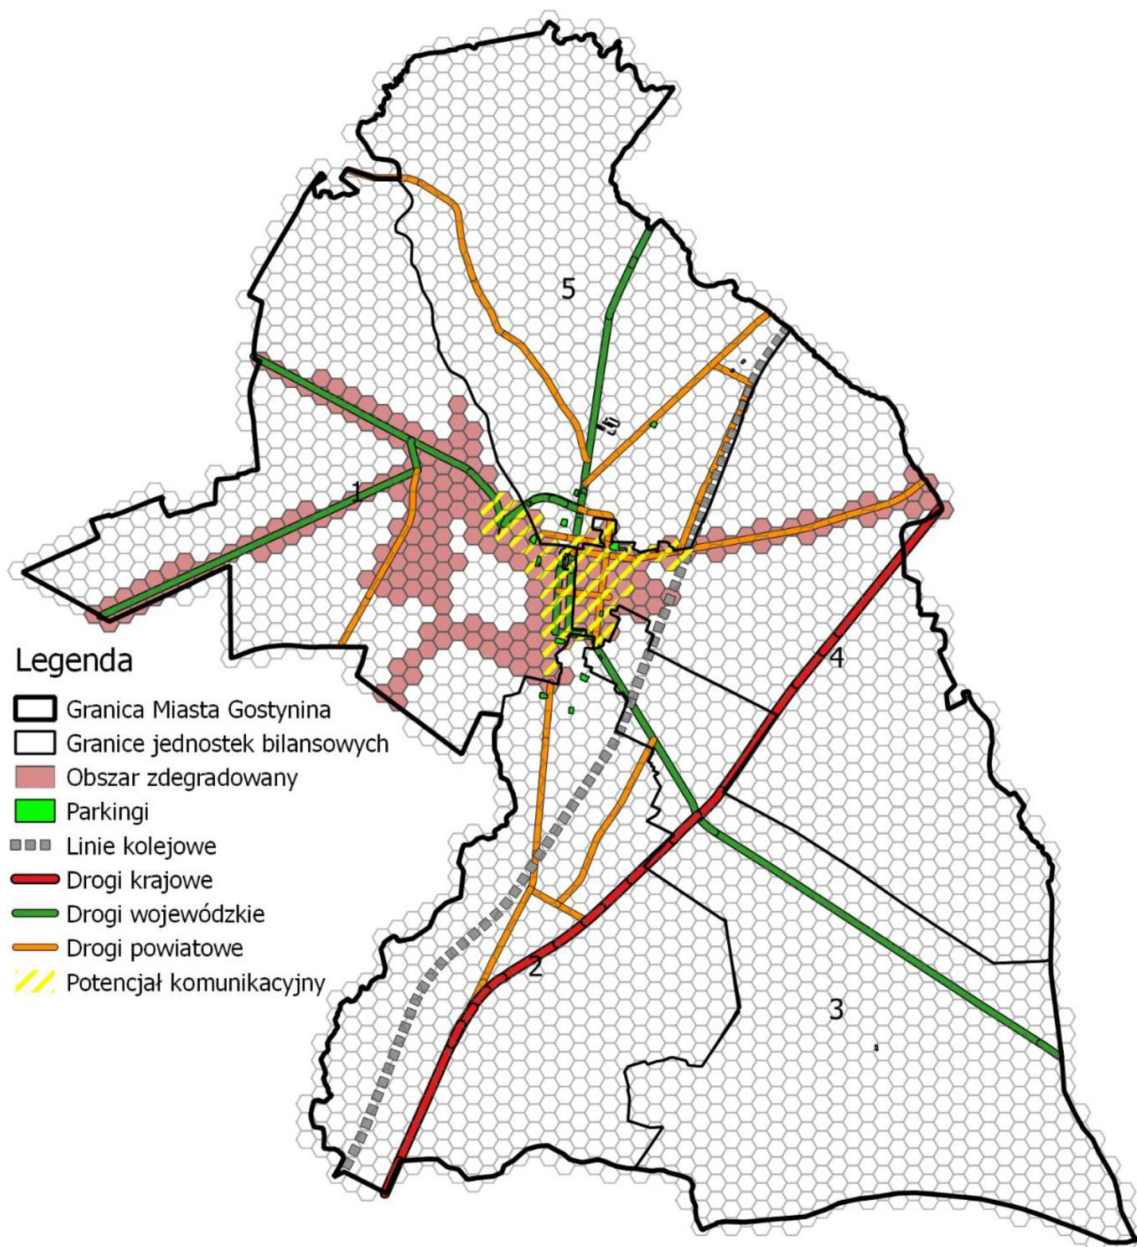 5
1
4
2
3
Legenda
Granica Miasta Gostynina
Granice jednostek bilansowych
Obszar zdegradowany
Parkingi
Linie kolejowe
Drogi krajowe
Drogi wojewódzkie
Drogi powiatowe
Potencjał komunikacyjny